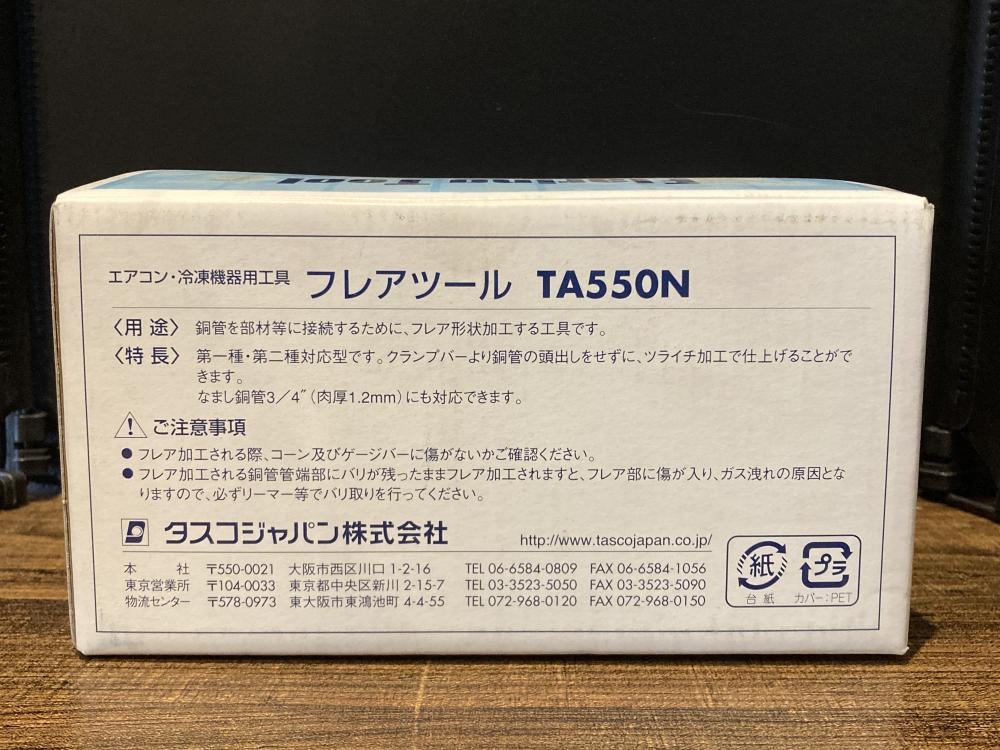 Flaring Tool
エアコン・冷凍機器用工具 フレアツール TA550N
〈用 途〉 銅管を部材等に接続するために、フレア形状加工する工具です。
〈特 長〉 第一種・第二種対応型です。クランプバーより銅管の頭出しをせずに、ツライチ加工で仕上げることがで
きます。
なまし銅管3／4"（肉厚1.2mm）にも対応できます。
ご注意事項
● フレア加工される際、コーン及びゲージバーに傷がないかご確認ください。
● フレア加工される銅管管端部にバリが残ったままフレア加工されますと、フレア部に傷が入り、ガス洩れの原因とな
りますので、必ずリーマー等でバリ取りを行ってください。
タスコジャパン株式会社 http://www.tascojapan.co.jp/
本 社 〒550-0021 大阪市西区川口1-2-16 TEL 06-6584-0809 FAX 06-6584-1056
東京営業所 〒104-0033 東京都中央区新川 2-15-7 TEL 03-3523-5050 FAX 03-3523-5090
物流センター 〒578-0973 東大阪市東鴻池町 4-4-55 TEL 072-968-0120 FAX 072-968-0150
紙 プラ
台 紙 カバー：PET